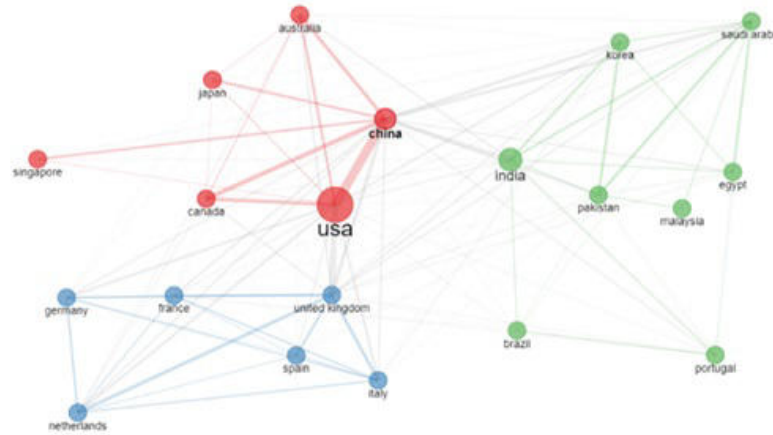 australia
saudi arab
korea
japan
china
singapore
india
egypt
canada
pakistan
malaysia
usa
germany
france
united kingdom
brazil
spain
portugal
italy
netherlands